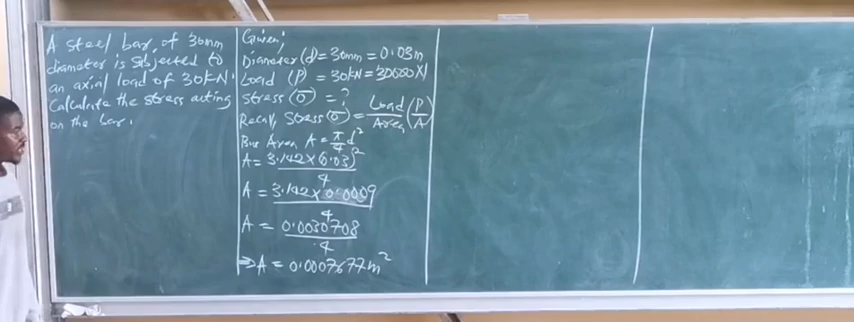 A steel bar, of 30mm
diameter is subjected to
an axial load of 30kN.
Calculate the stress acting
on the bar.
Given;
Diameter (d) = 30mm = 0.03m
Load (P) = 30kN = 30000N
Stress (σ) = ?
Recall, Stress (σ) = Load/Area (P/A)
But Area A = π/4 d²
A = 3.142 × (0.03)²
4
A = 3.142 × 0.0009
4
A = 0.0030708
4
⇒ A = 0.0007677m²